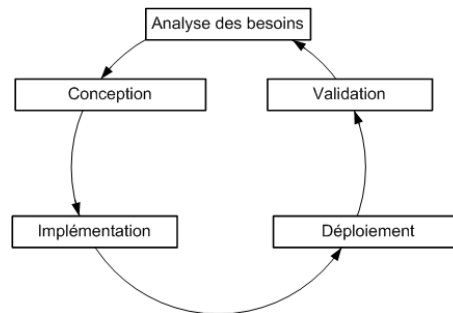 Analyse des besoins
Conception
Validation
Implémentation
Déploiement